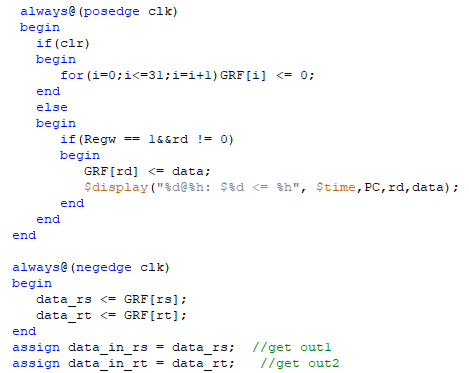 always@(posedge clk)
begin
if(clr)
begin
for(i=0;i<=31;i=i+1)GRF[i] <= 0;
end
else
begin
if(Regw == 1&&rd != 0)
begin
GRF[rd] <= data;
$display("%d@%h: $%d <= %h", $time,PC,rd,data);
end
end
end
always@(negedge clk)
begin
data_rs <= GRF[rs];
data_rt <= GRF[rt];
end
assign data_in_rs = data_rs; //get out1
assign data_in_rt = data_rt; //get out2